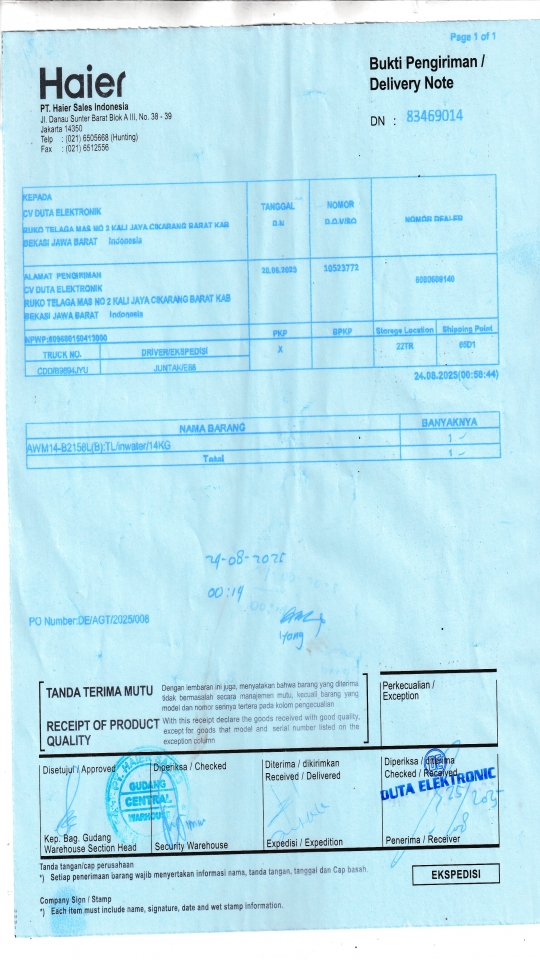 Page 1 of 1
Haier
Bukti Pengiriman /
Delivery Note
DN : 83469014
PT. Haier Sales Indonesia
Jl. Danau Sunter Barat Blok A III, No. 38 - 39
Jakarta 14350
Telp : (021) 6505668 (Hunting)
Fax : (021) 6512556
KEPADA
CV DUTA ELEKTRONIK
RUKO TELAGA MAS NO 2 KALI JAYA CIKARANG BARAT KAB
BEKASI JAWA BARAT Indonesia
TANGGAL
D.N
NOMOR
D.O.V/SO
NOMOR DEALER
ALAMAT PENGIRIMAN
CV DUTA ELEKTRONIK
RUKO TELAGA MAS NO 2 KALI JAYA CIKARANG BARAT KAB
BEKASI JAWA BARAT Indonesia
20.08.2025
10523772
NPWP:
PKP
BPKP
Storage Location
Shipping Point
TRUCK NO.
DRIVER/EKSPEDISI
X
22TR
JUNTAK/E68
24.08.2025(00:58:44)
NAMA BARANG
BANYAKNYA
AWM14-B2158L(B):TL/inwater/14KG
1
Total
1
24-08-2025
00:14
Iyang
PO Number:DE/AGT/2025/008
TANDA TERIMA MUTU
Dengan lembaran ini juga, menyatakan bahwa barang yang diterima
tidak bermasalah secara manajemen mutu, kecuali barang yang
model dan nomor serinya tertera pada kolom pengecualian
RECEIPT OF PRODUCT
QUALITY
With this receipt declare the goods received with good quality,
except for goods that model and serial number listed on the
exception column
Perkecualian /
Exception
Disetujui / Approved
Diperiksa / Checked
Diterima / dikirimkan
Received / Delivered
Diperiksa / diterima
Checked / Received
GUDANG
CENTRAL
WARHOUSE
DE
DUTA ELEKTRONIC
Kep. Bag. Gudang
Warehouse Section Head
Security Warehouse
Expedisi / Expedition
Penerima / Receiver
Tanda tangan/cap perusahaan
*) Setiap penerimaan barang wajib menyertakan informasi nama, tanda tangan, tanggal dan Cap basah.
EKSPEDISI
Company Sign / Stamp
*) Each item must include name, signature, date and wet stamp information.